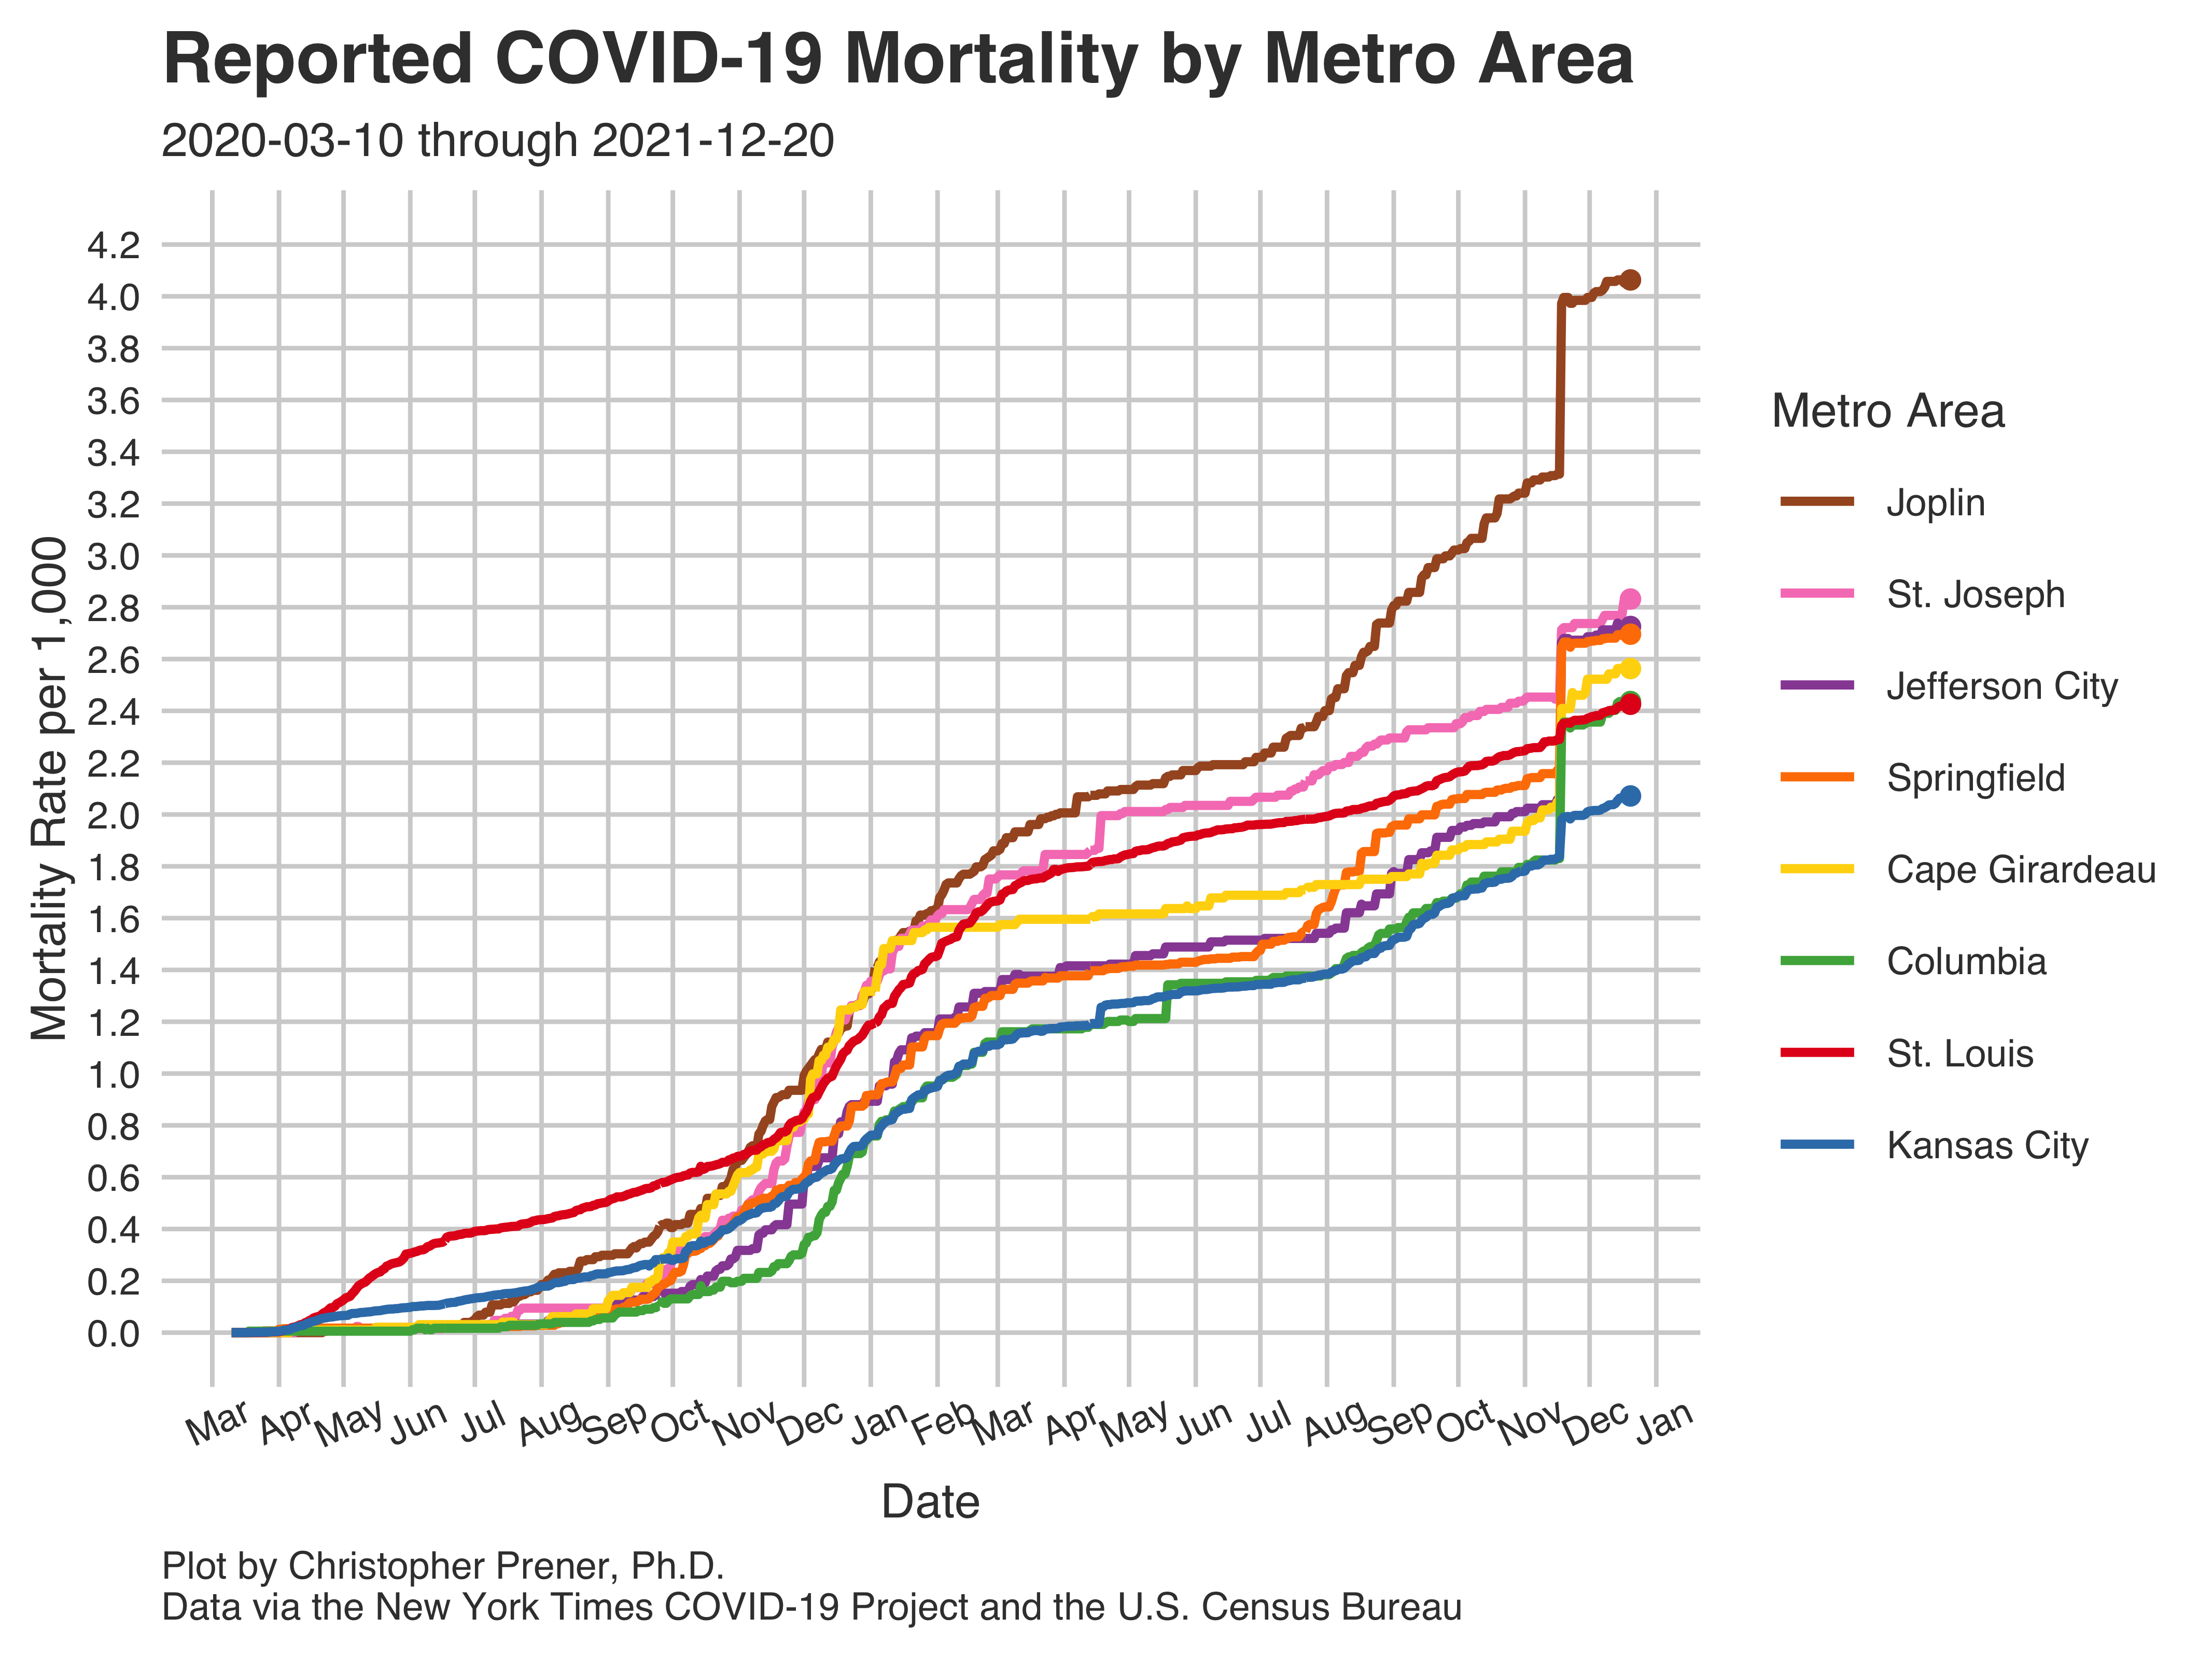 Reported COVID-19 Mortality by Metro Area
2020-03-10 through 2021-12-20
4.2
4.0
3.8
3.6
3.4
3.2
3.0
2.8
2.6
2.4
2.2
2.0
1.8
1.6
1.4
1.2
1.0
0.8
0.6
0.4
0.2
0.0
Mortality Rate per 1,000
Mar Apr May Jun Jul Aug Sep Oct Nov Dec Jan Feb Mar Apr May Jun Jul Aug Sep Oct Nov Dec Jan
Date
Metro Area
Joplin
St. Joseph
Jefferson City
Springfield
Cape Girardeau
Columbia
St. Louis
Kansas City
Plot by Christopher Prener, Ph.D.
Data via the New York Times COVID-19 Project and the U.S. Census Bureau